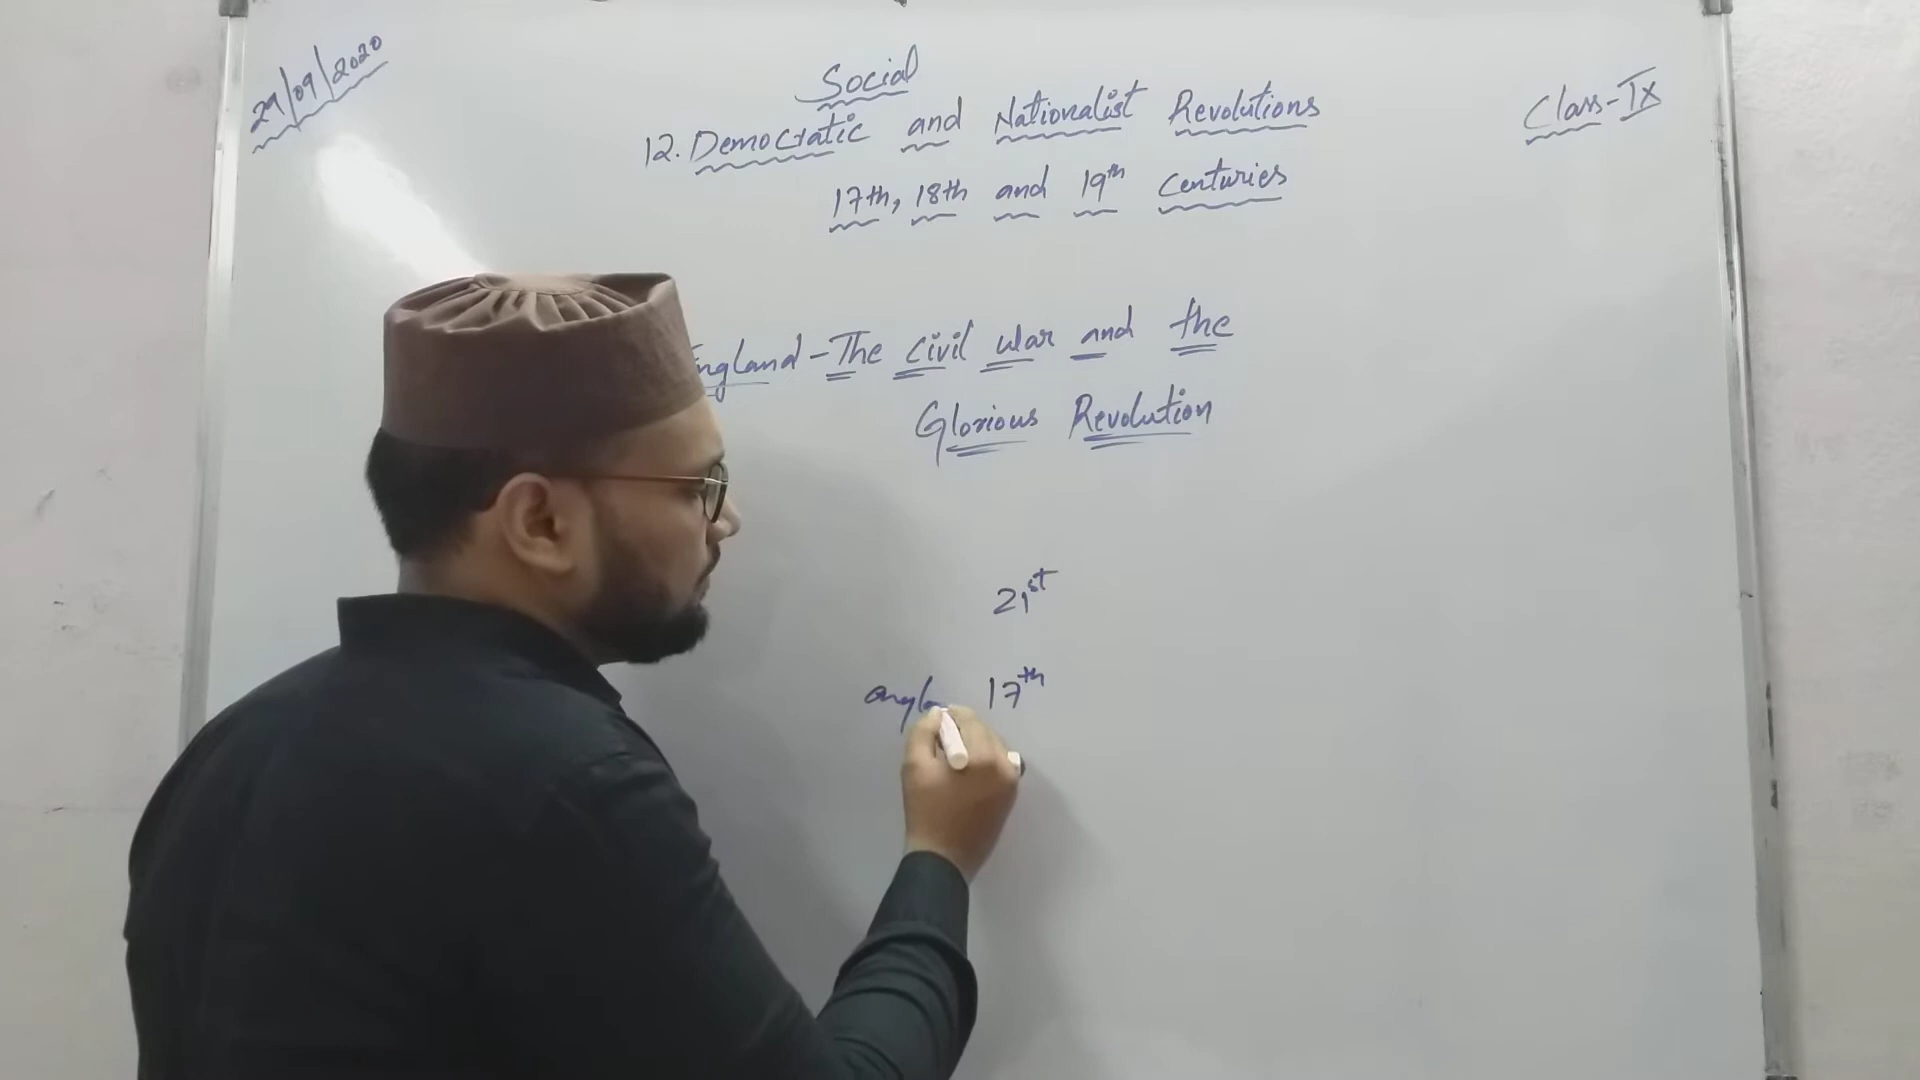 29/09/2020
Social
Class-IX
12. Democratic and Nationalist Revolutions
17th, 18th and 19th Centuries
ngland - The Civil war and the
Glorious Revolution
21st
17th